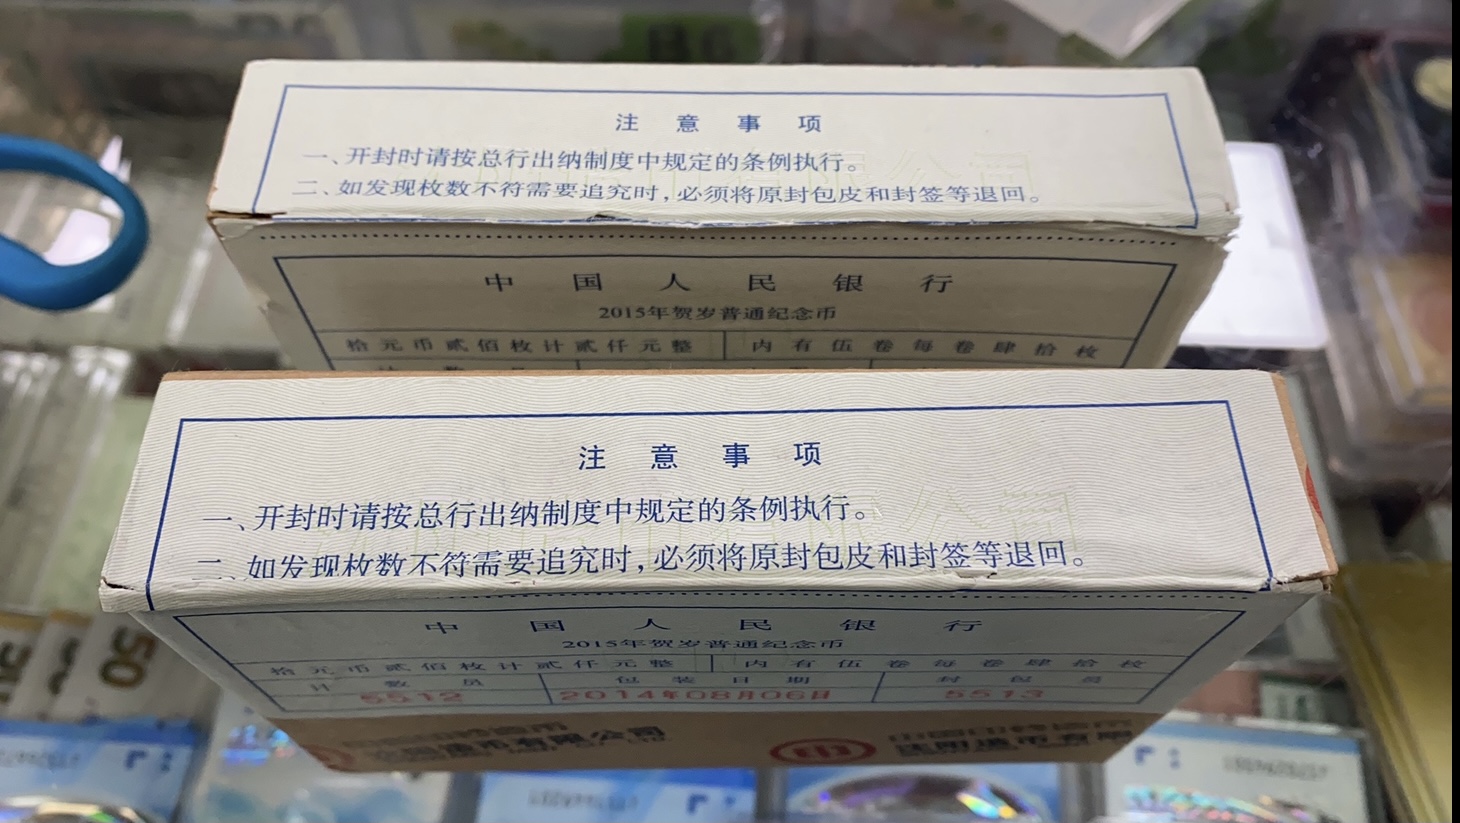 注意事项
一、开封时请按总行出纳制度中规定的条例执行。
二、如发现枚数不符需要追究时,必须将原封包皮和封签等退回。
中国人民银行
2015年贺岁普通纪念币
拾元币贰佰枚计贰仟元整 内有伍卷每卷肆拾枚
注意事项
一、开封时请按总行出纳制度中规定的条例执行。
二、如发现枚数不符需要追究时,必须将原封包皮和封签等退回。
中国人民银行
2015年贺岁普通纪念币
拾元币贰佰枚计贰仟元整 内有伍卷每卷肆拾枚
计数员 包装日期 封包员
5512 2014年08月06日 5513
造币有限公司
50